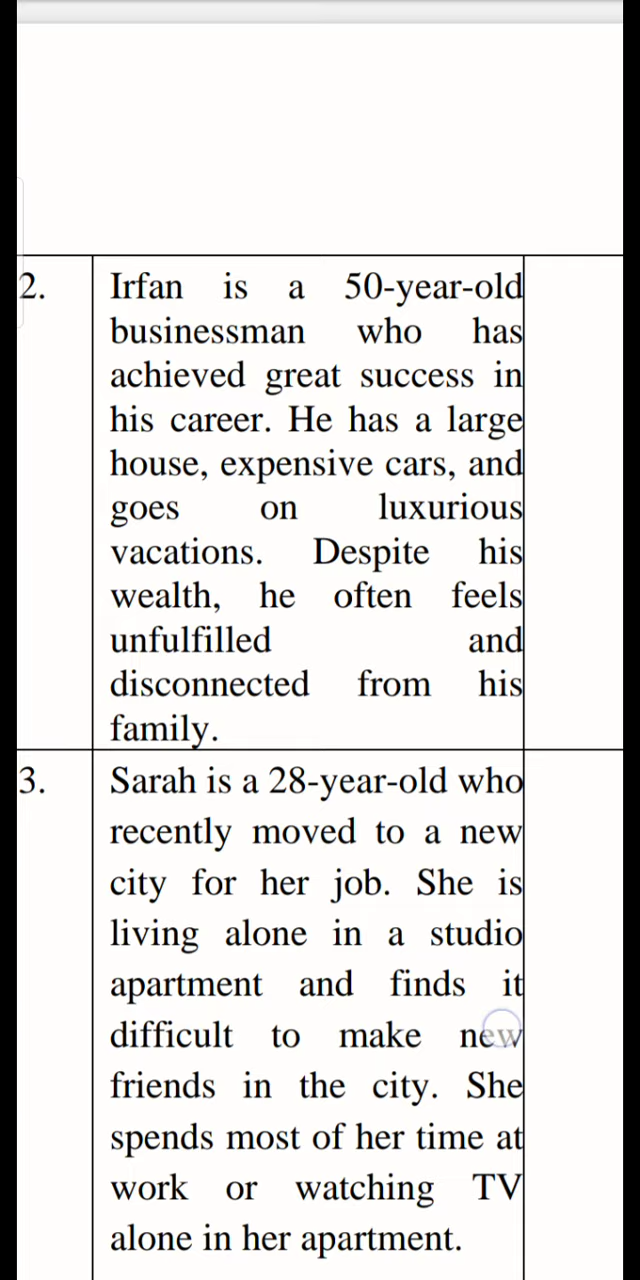 2.
Irfan is a 50-year-old
businessman who has
achieved great success in
his career. He has a large
house, expensive cars, and
goes on luxurious
vacations. Despite his
wealth, he often feels
unfulfilled and
disconnected from his
family.
3.
Sarah is a 28-year-old who
recently moved to a new
city for her job. She is
living alone in a studio
apartment and finds it
difficult to make new
friends in the city. She
spends most of her time at
work or watching TV
alone in her apartment.